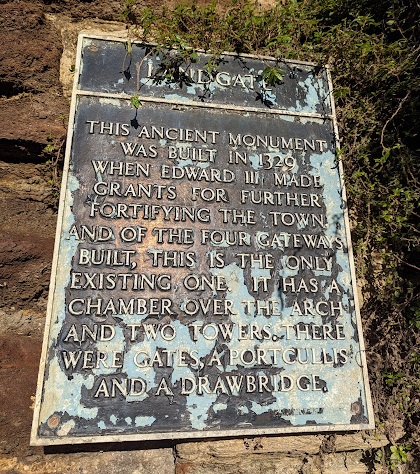 LANDGATE
THIS ANCIENT MONUMENT
WAS BUILT IN 1329
WHEN EDWARD III MADE
GRANTS FOR FURTHER
FORTIFYING THE TOWN
AND OF THE FOUR GATEWAYS
BUILT, THIS IS THE ONLY
EXISTING ONE. IT HAS A
CHAMBER OVER THE ARCH
AND TWO TOWERS. THERE
WERE GATES, A PORTCULLIS
AND A DRAWBRIDGE.